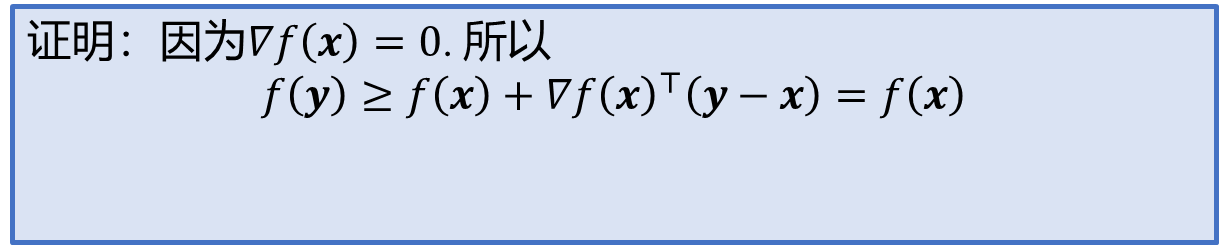 证明：因为∇f(x) = 0. 所以
f(y) ≥ f(x) + ∇f(x)⊤(y − x) = f(x)